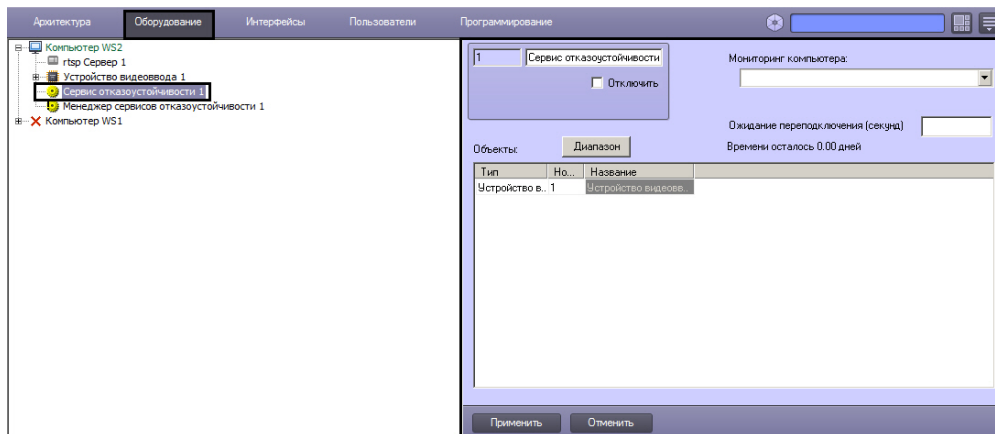 Архитектура Оборудование Интерфейсы Пользователи Программирование
Компьютер WS2
rtsp Сервер 1
Устройство видеоввода 1
Сервис отказоустойчивости 1
Менеджер сервисов отказоустойчивости 1
Компьютер WS1
1 Сервис отказоустойчивости
Отключить
Мониторинг компьютера:
Ожидание переподключения (секунд)
Времени осталось 0.00 дней
Объекты: Диапазон
Тип Но... Название
Устройство в.. 1 Устройство видеовв..
Применить Отменить